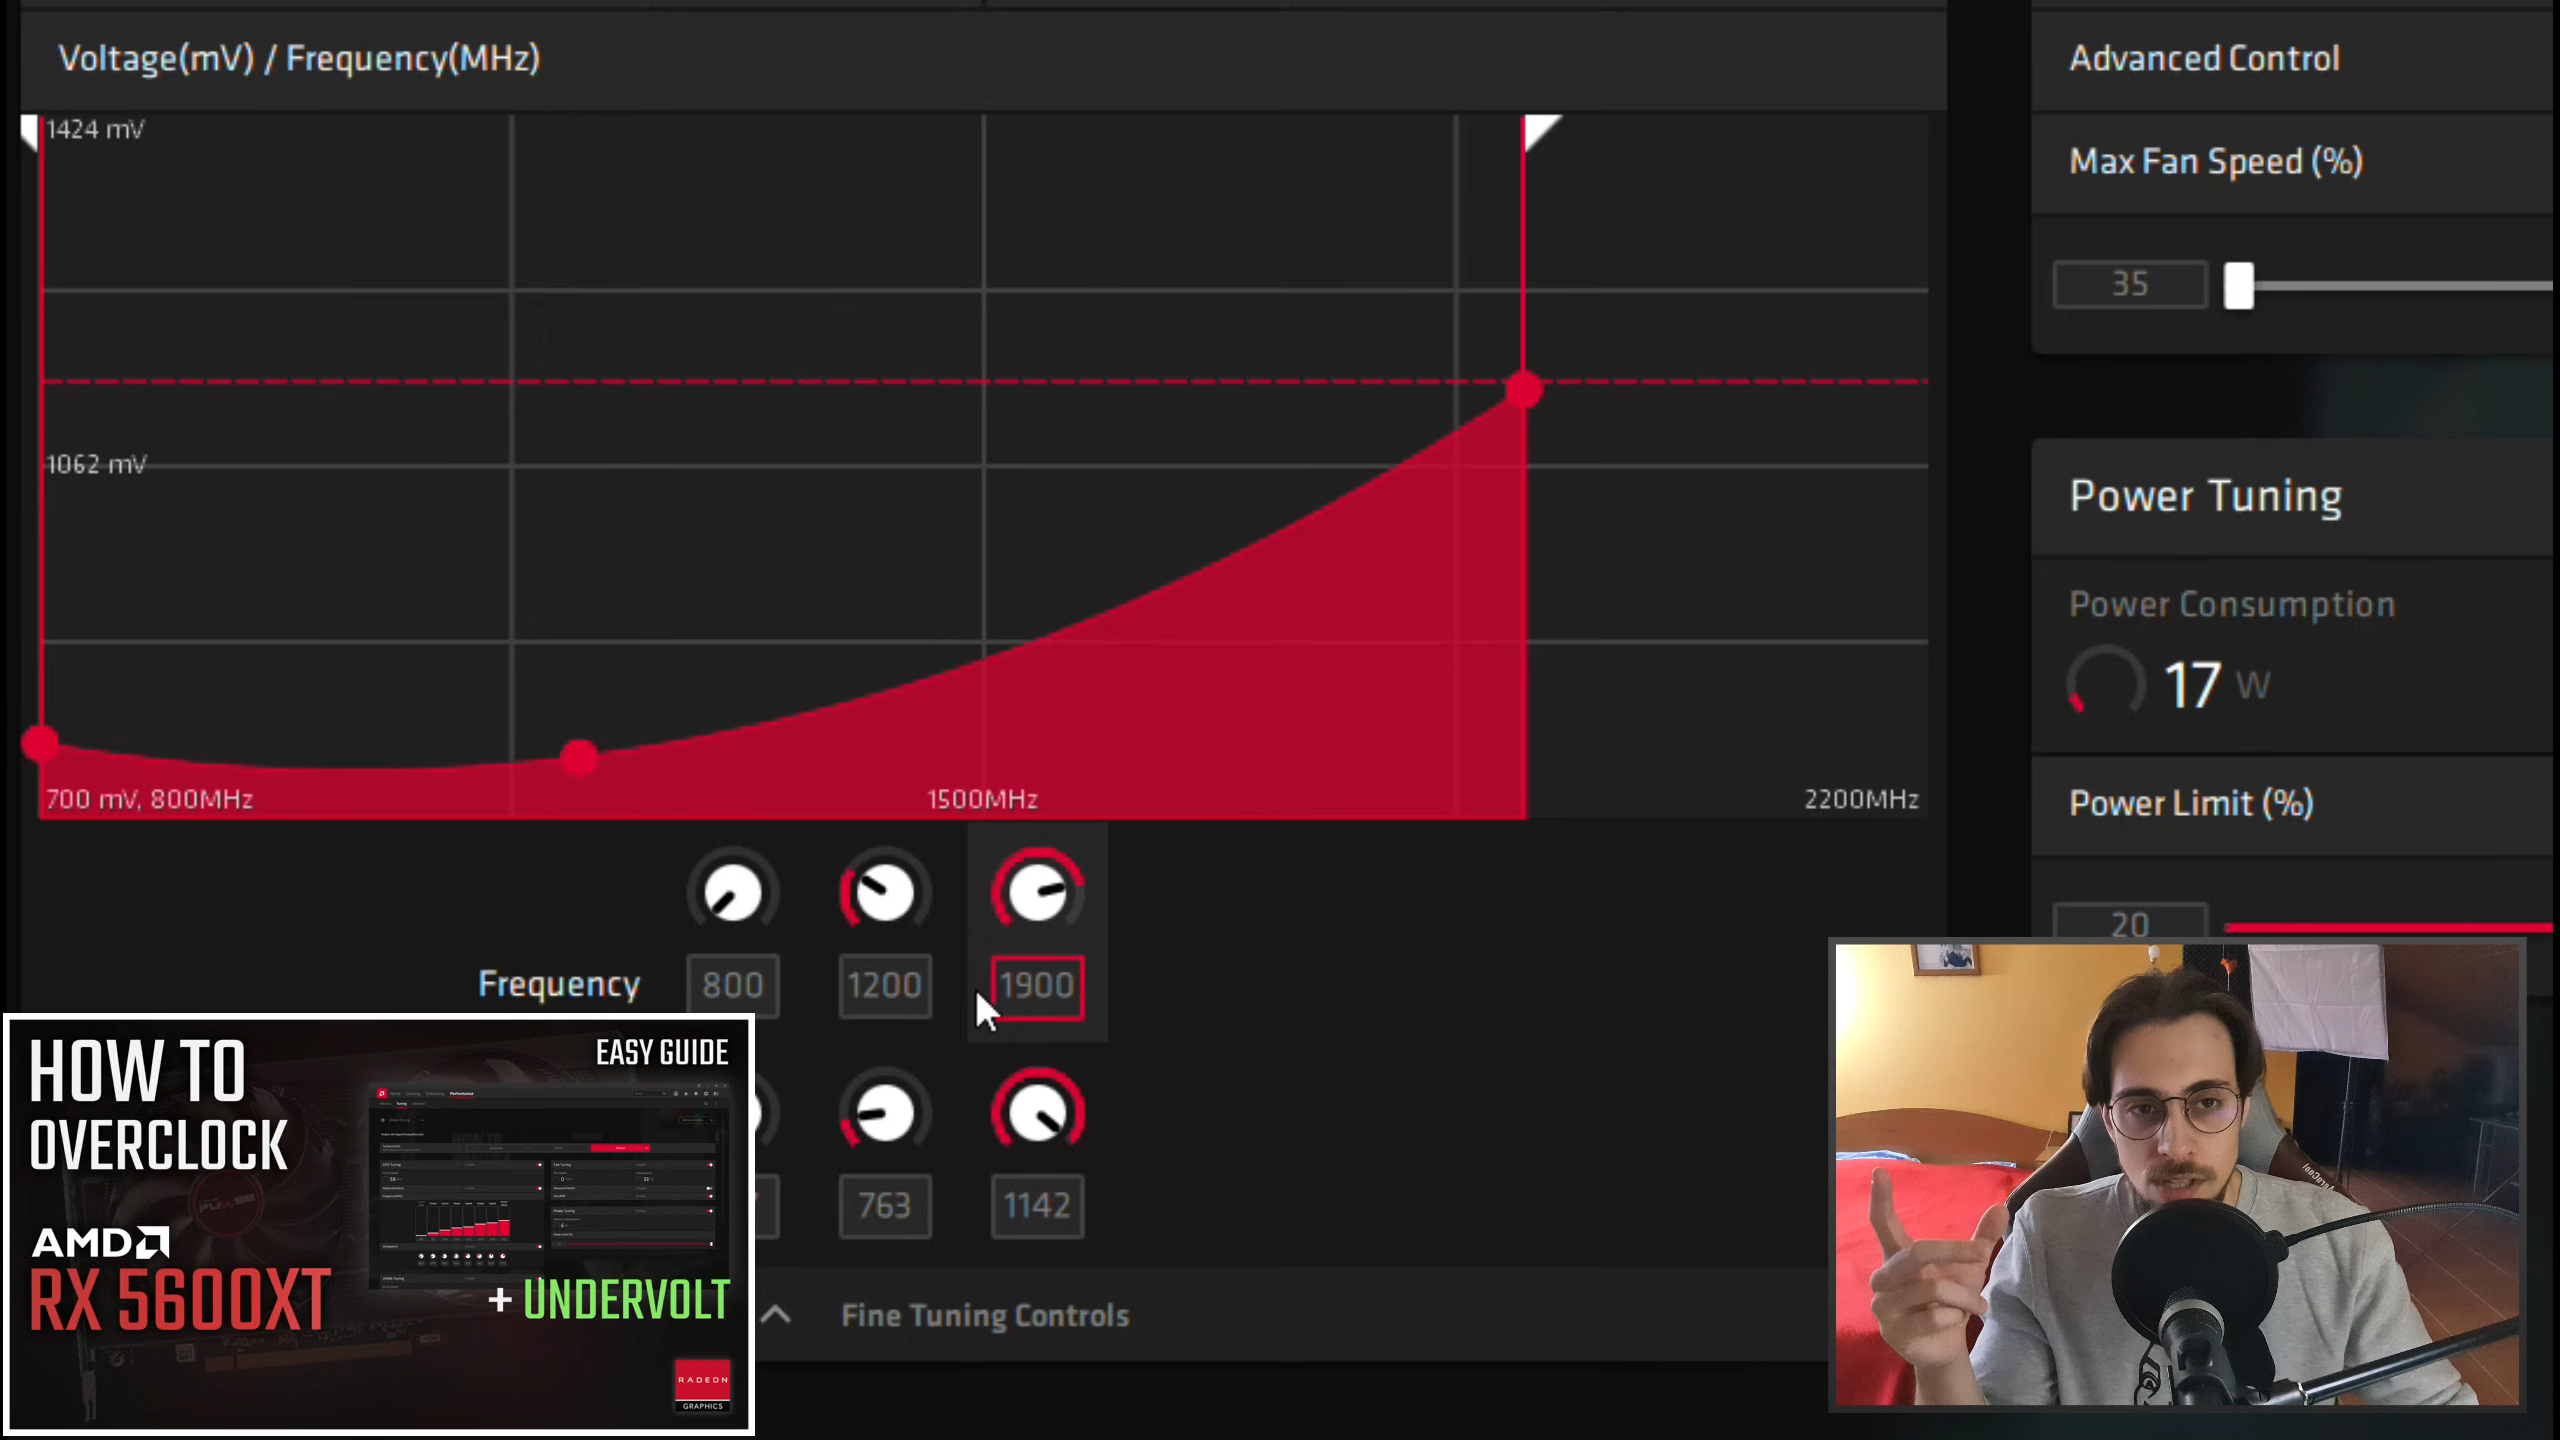 Voltage(mV) / Frequency(MHz)
1424 mV
1062 mV
700 mV, 800MHz
1500MHz
2200MHz
Frequency
800
1200
1900
763
1142
Fine Tuning Controls
Advanced Control
Max Fan Speed (%)
35
Power Tuning
Power Consumption
17 W
Power Limit (%)
20
HOW TO
OVERCLOCK
EASY GUIDE
AMD
RX 5600XT
+ UNDERVOLT
PULSE
Performance
RADEON
GRAPHICS